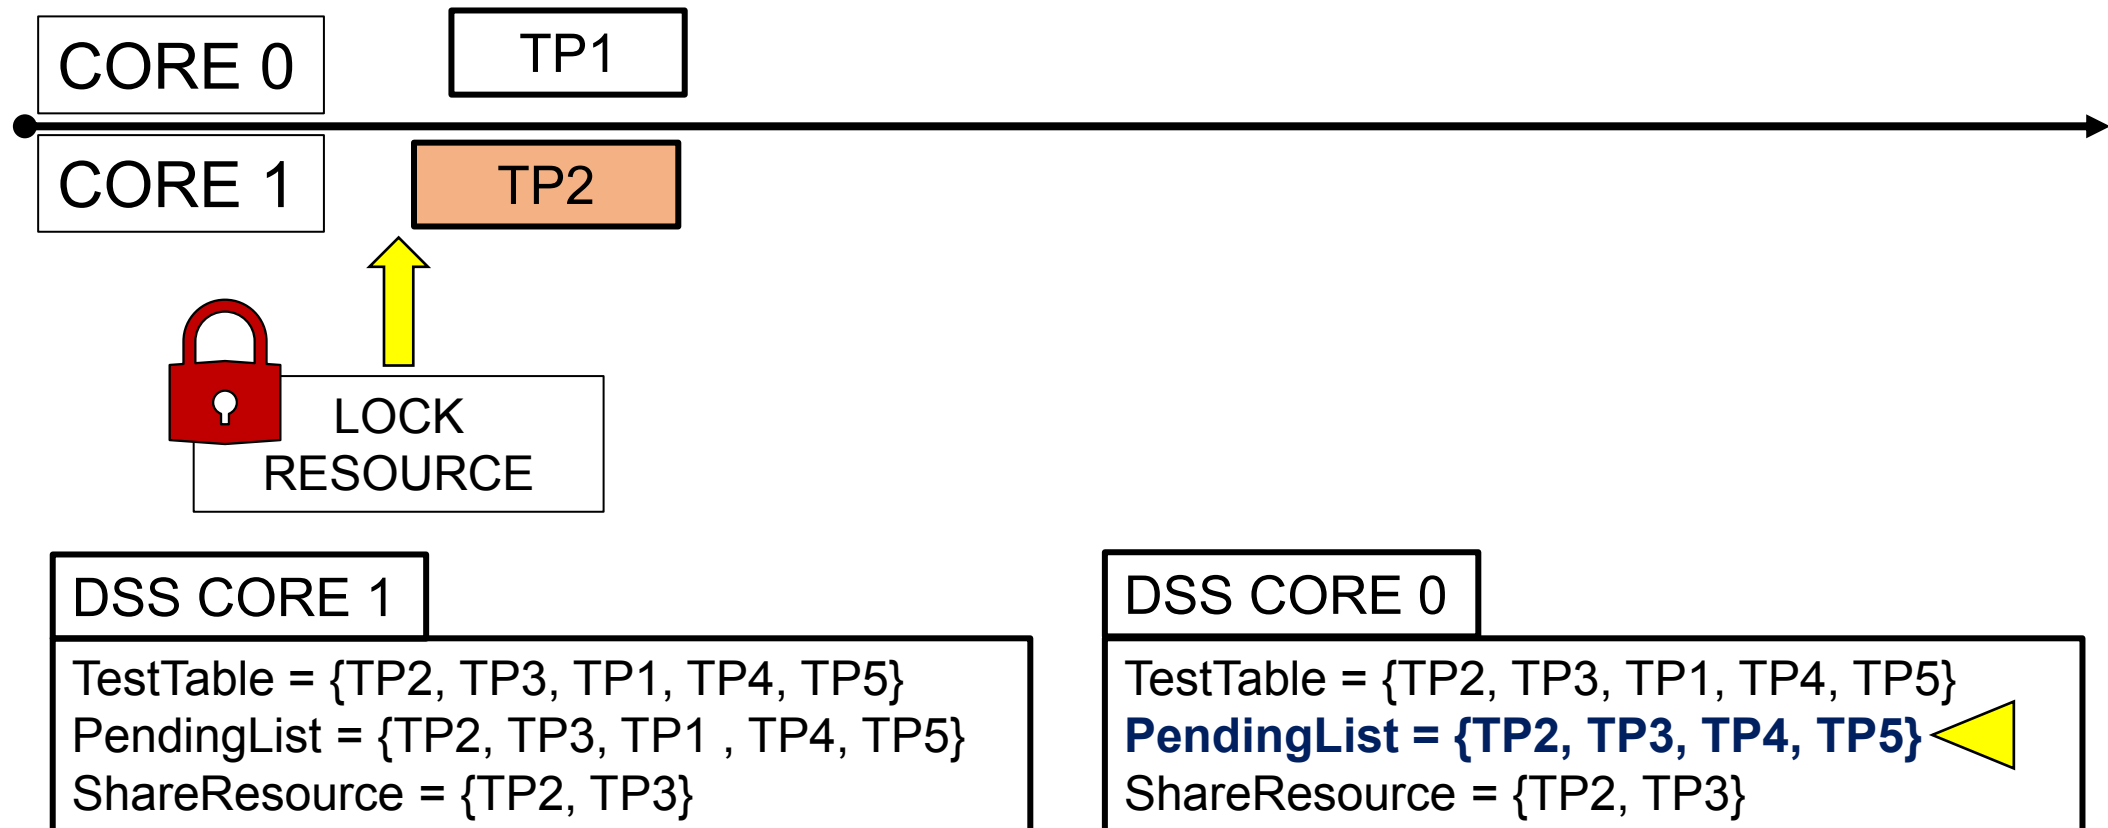 CORE 0
TP1
CORE 1
TP2
LOCK
RESOURCE
DSS CORE 1
TestTable = {TP2, TP3, TP1, TP4, TP5}
PendingList = {TP2, TP3, TP1 , TP4, TP5}
ShareResource = {TP2, TP3}
DSS CORE 0
TestTable = {TP2, TP3, TP1, TP4, TP5}
PendingList = {TP2, TP3, TP4, TP5}
ShareResource = {TP2, TP3}